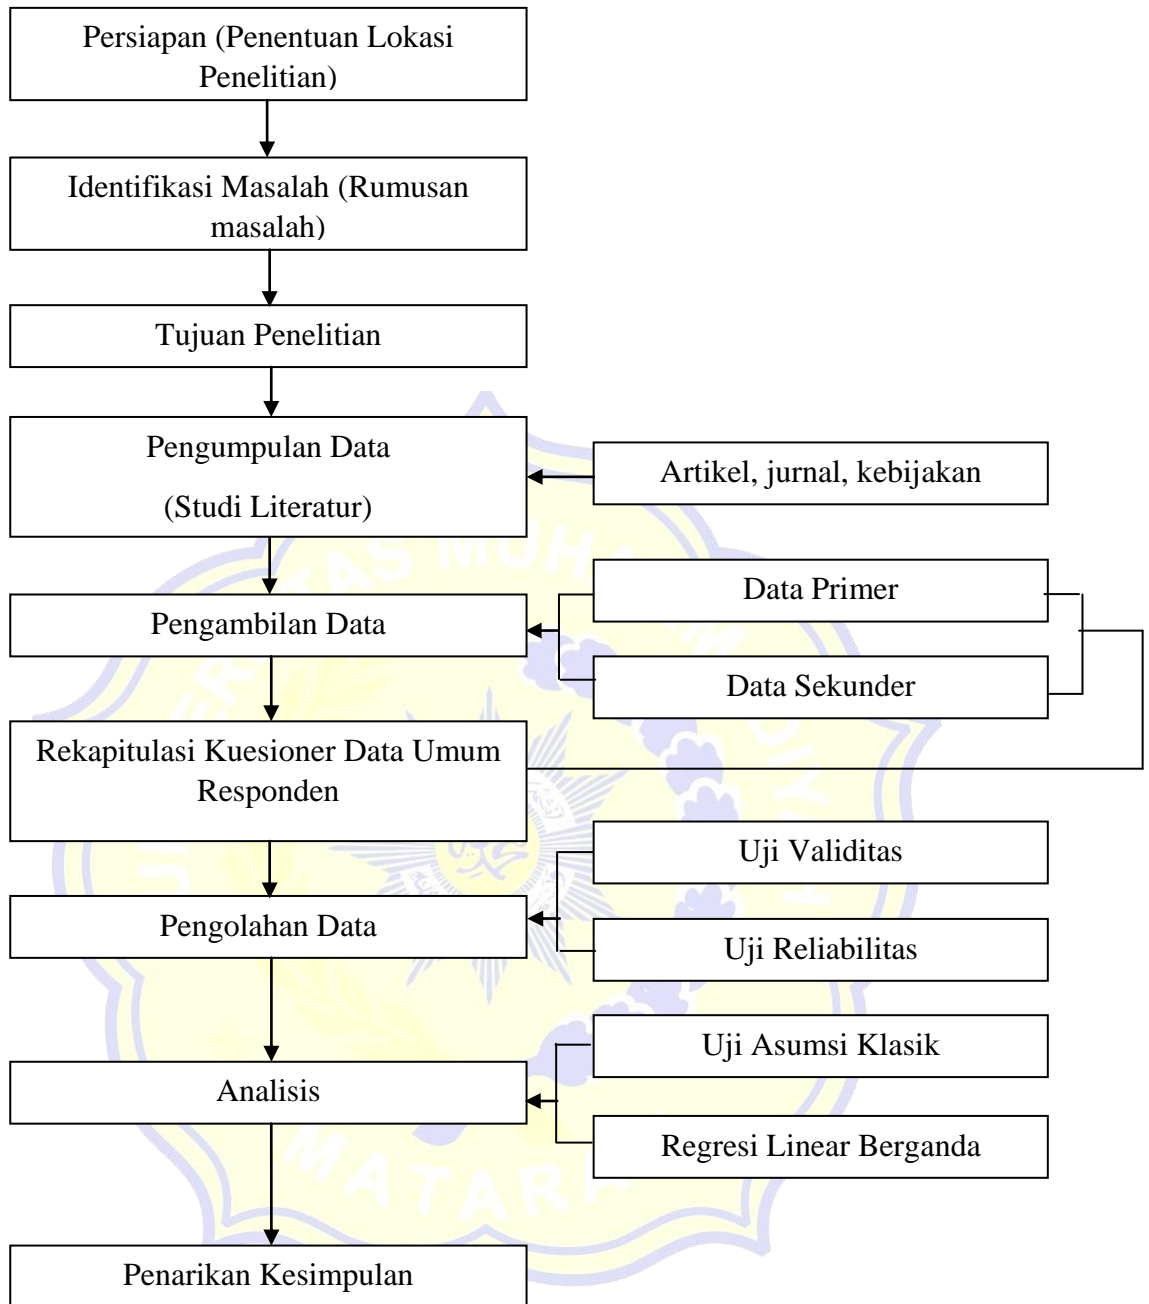 Persiapan (Penentuan Lokasi
Penelitian)
Identifikasi Masalah (Rumusan
masalah)
Tujuan Penelitian
Pengumpulan Data
(Studi Literatur)
Artikel, jurnal, kebijakan
Data Primer
Pengambilan Data
Data Sekunder
Rekapitulasi Kuesioner Data Umum
Responden
Uji Validitas
Pengolahan Data
Uji Reliabilitas
Uji Asumsi Klasik
Analisis
Regresi Linear Berganda
Penarikan Kesimpulan